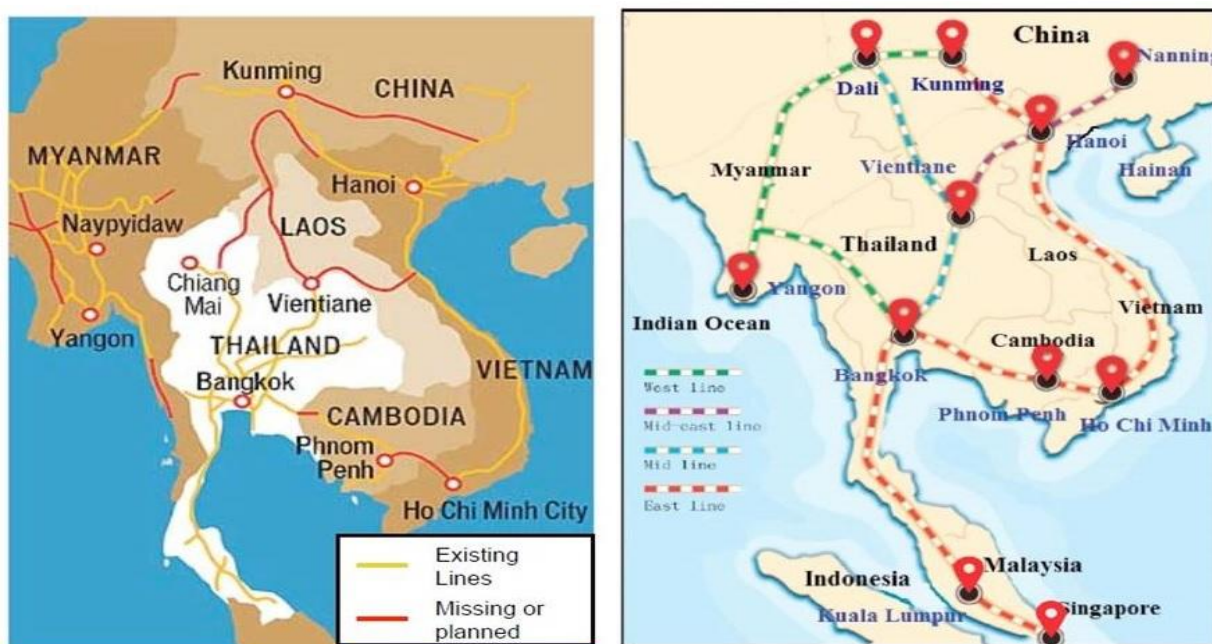 Kunming
CHINA
MYANMAR
Hanoi
Naypyidaw
LAOS
Chiang
Mai
Vientiane
Yangon
THAILAND
Bangkok
VIETNAM
CAMBODIA
Phnom
Penh
Ho Chi Minh City
Existing
Lines
Missing or
planned
China
Nanning
Dali
Kunming
Hanoi
Hainan
Myanmar
Vientiane
Thailand
Laos
Yangon
Vietnam
Indian Ocean
Cambodia
Bangkok
West line
Phnom Penh
Ho Chi Minh
Mid-east line
Mid line
East line
Malaysia
Indonesia
Kuala Lumpur
Singapore